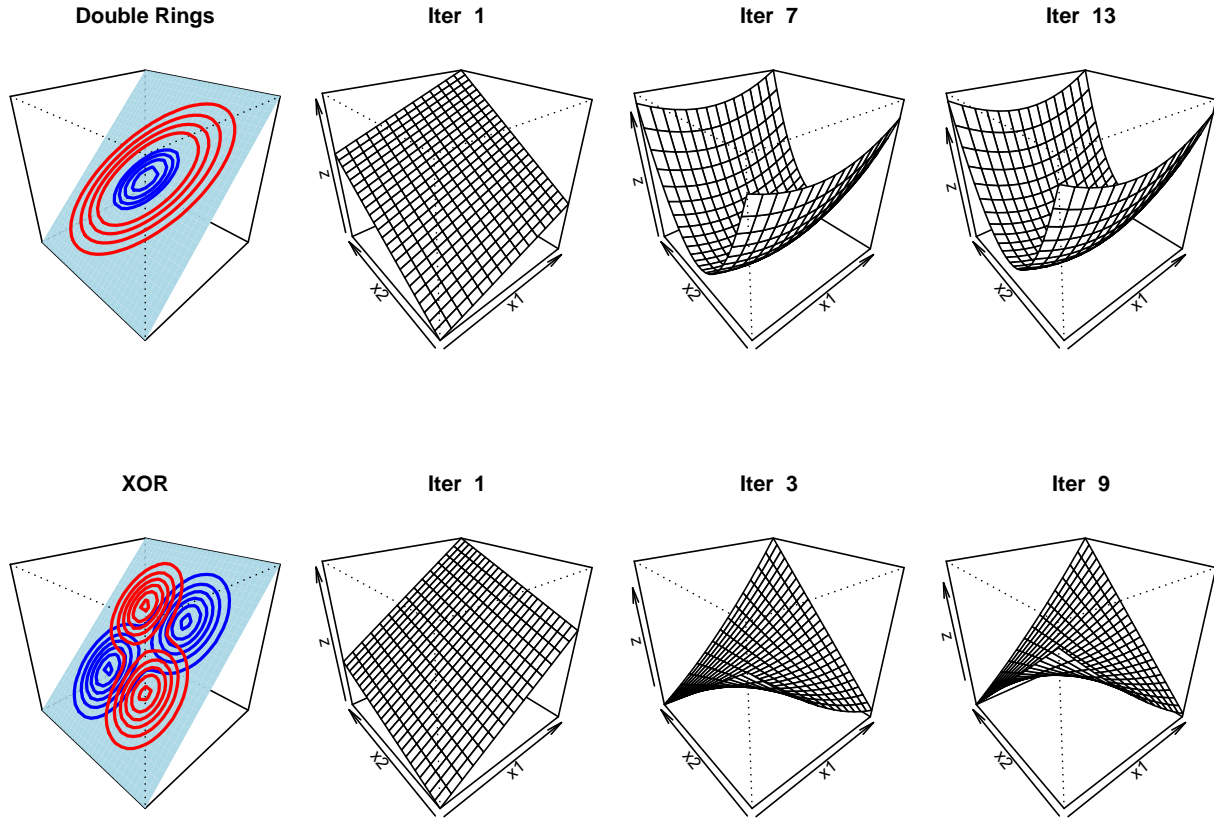 Double Rings
Iter 1
Iter 7
Iter 13
z
x2
x1
z
x2
x1
z
x2
x1
XOR
Iter 1
Iter 3
Iter 9
z
x2
x1
z
x2
x1
z
x2
x1